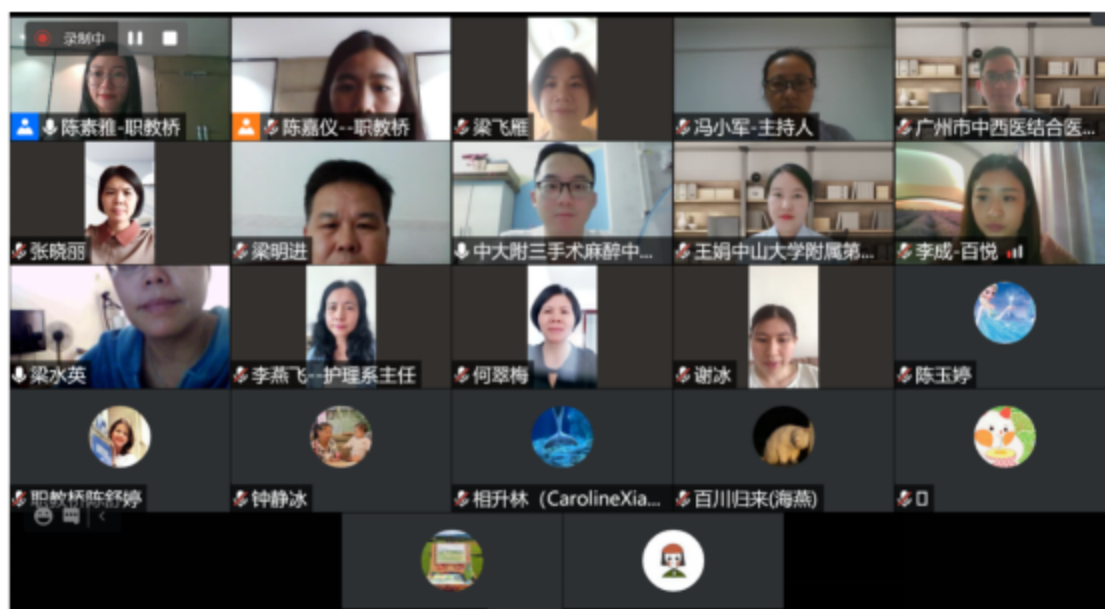 录制中
陈素雅-职教桥
陈嘉仪--职教桥
梁飞雁
冯小军-主持人
广州市中西医结合医...
张晓丽
梁明进
中大附三手术麻醉中...
王娟中山大学附属第...
李成-百悦
梁水英
李燕飞--护理系主任
何翠梅
谢冰
陈玉婷
职教桥陈舒婷
钟静冰
相升林（CarolineXia...
百川归来(海燕)